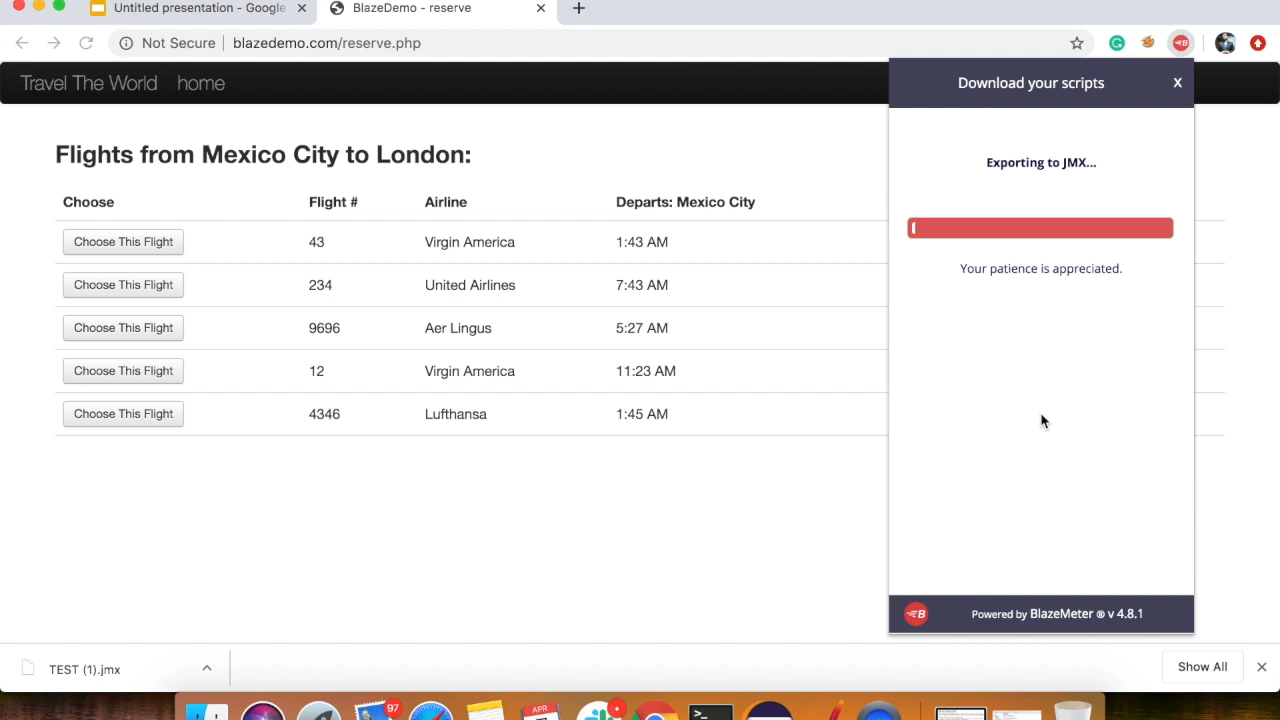 Untitled presentation - Google
BlazeDemo - reserve
Not Secure
blazedemo.com/reserve.php
Travel The World
home
Download your scripts
X
Exporting to JMX...
Your patience is appreciated.
Flights from Mexico City to London:
Choose Flight # Airline Departs: Mexico City
Choose This Flight 43 Virgin America 1:43 AM
Choose This Flight 234 United Airlines 7:43 AM
Choose This Flight 9696 Aer Lingus 5:27 AM
Choose This Flight 12 Virgin America 11:23 AM
Choose This Flight 4346 Lufthansa 1:45 AM
B
Powered by BlazeMeter ® v 4.8.1
TEST (1).jmx
Show All
97
APR